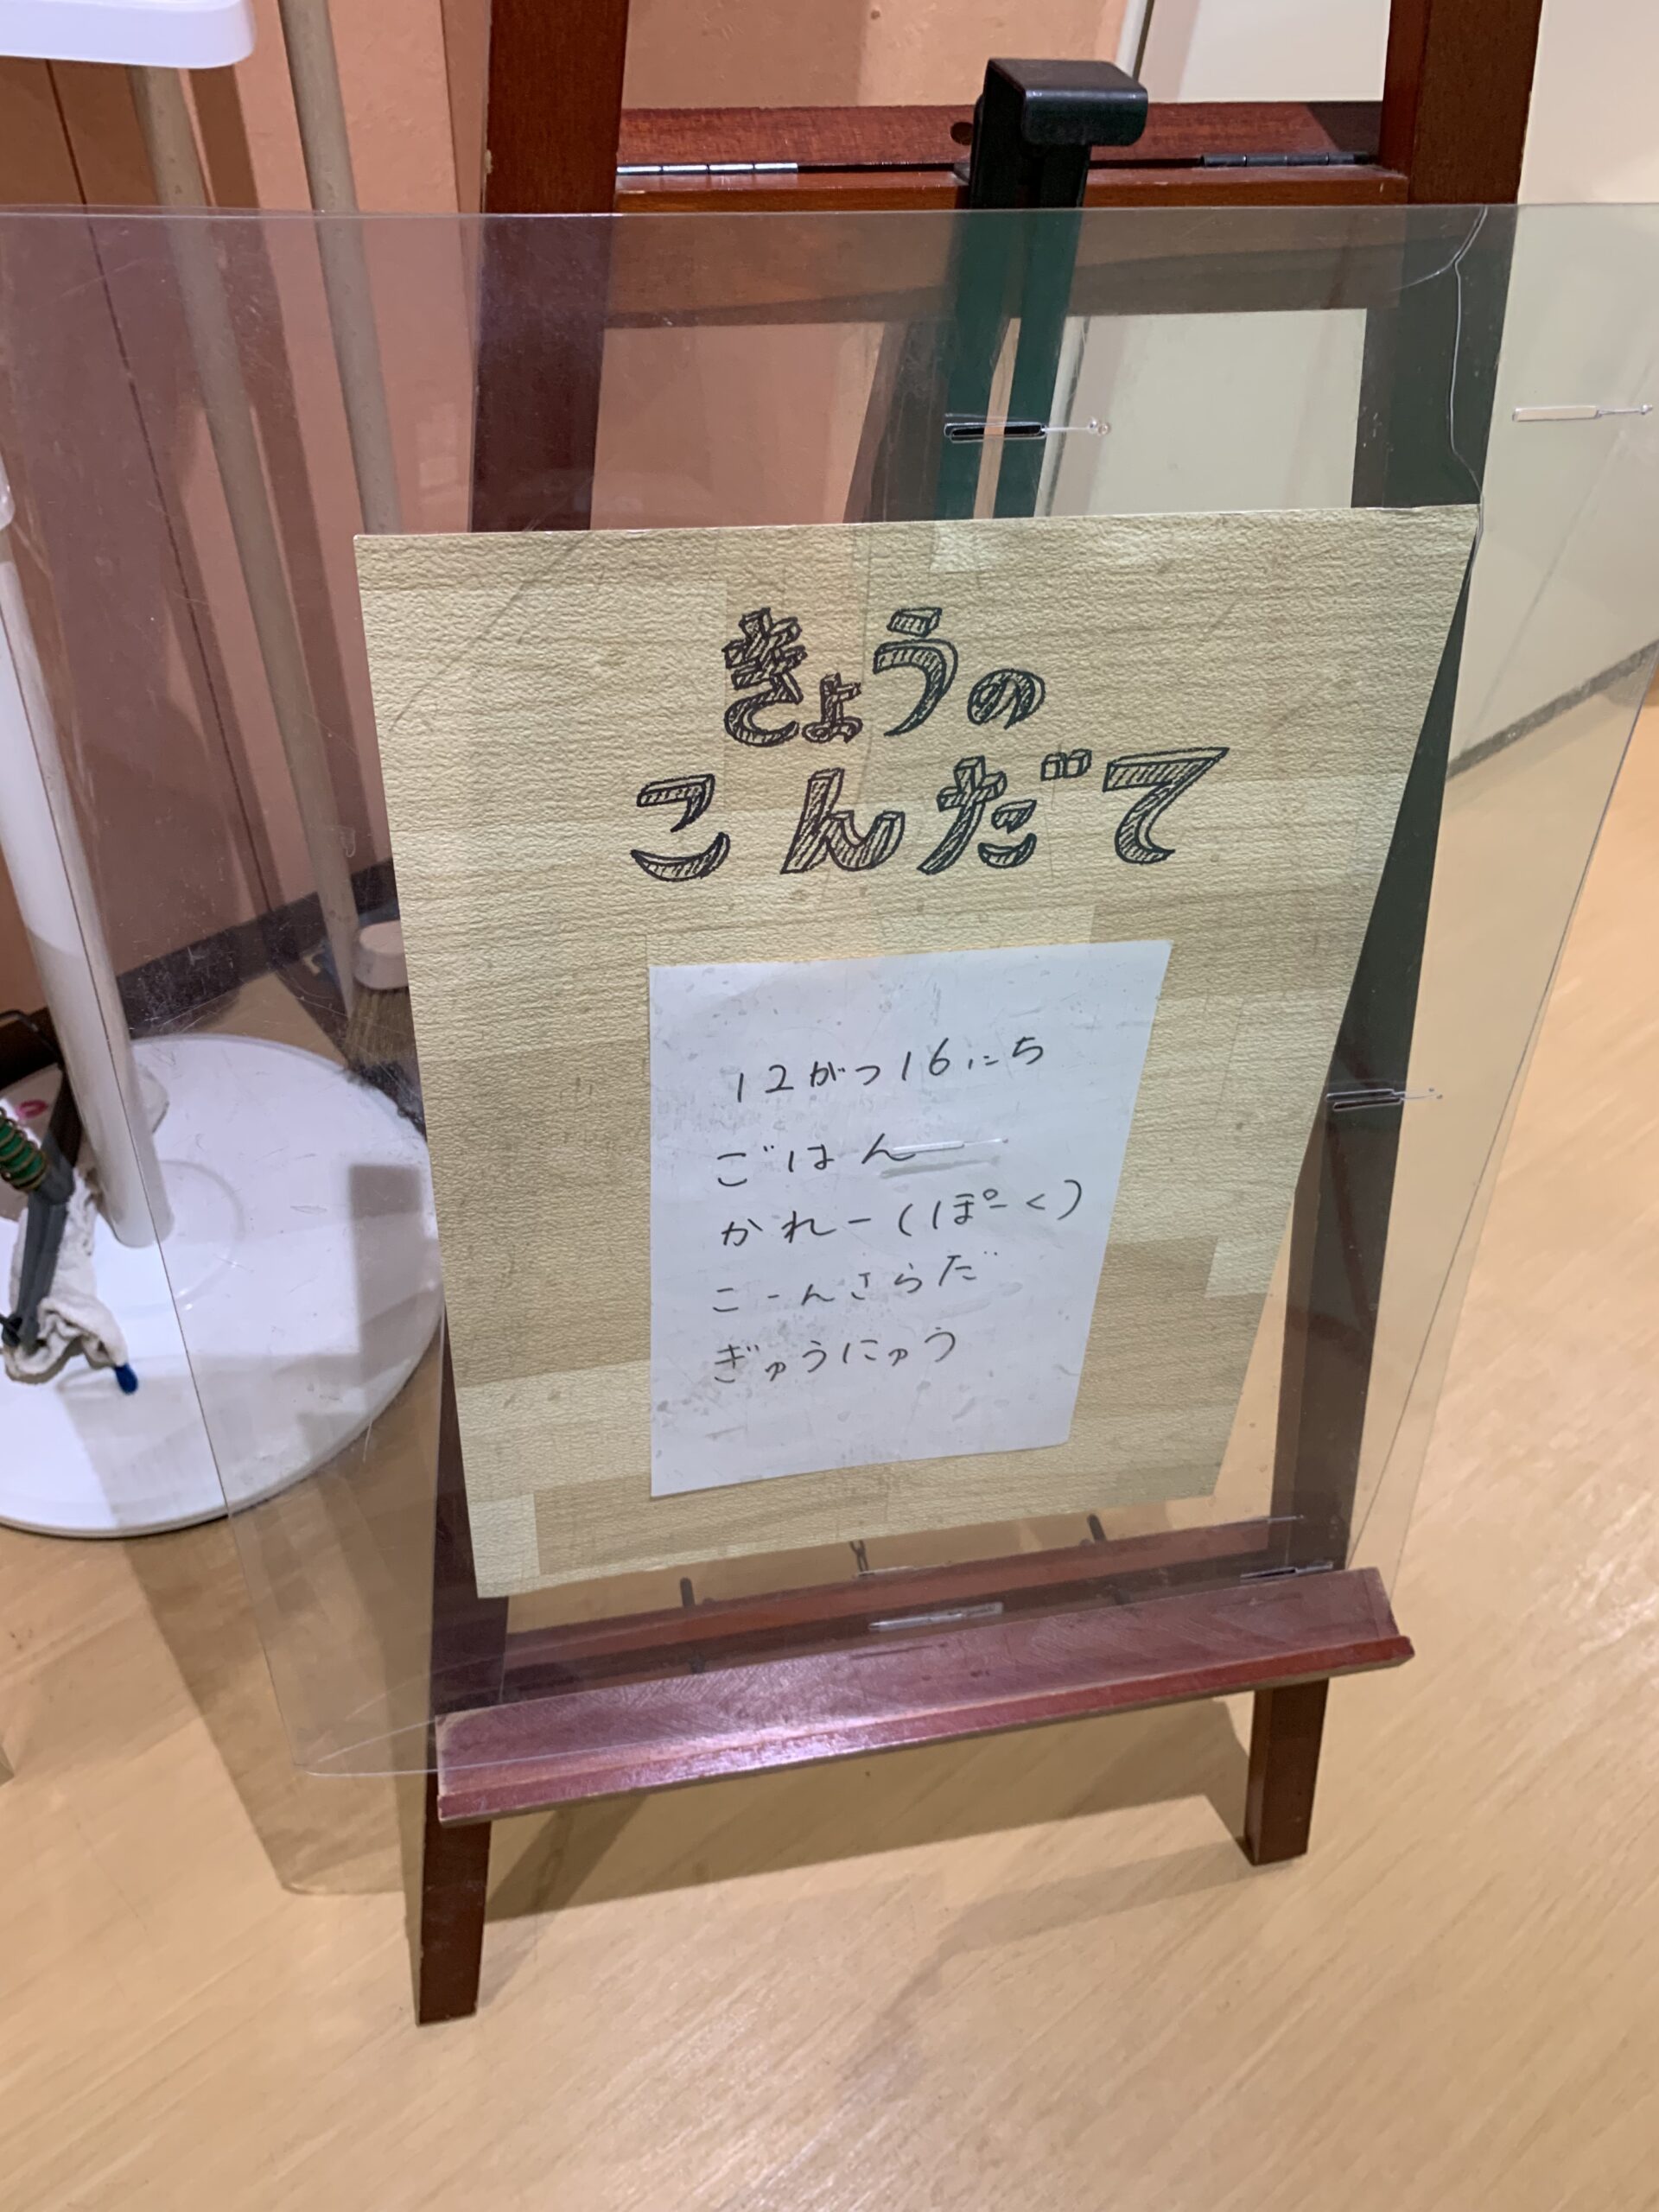 きょうの
こんだて
12がつ16にち
ごはん
かれー(ぽーく)
こーんさらだ
ぎゅうにゅう